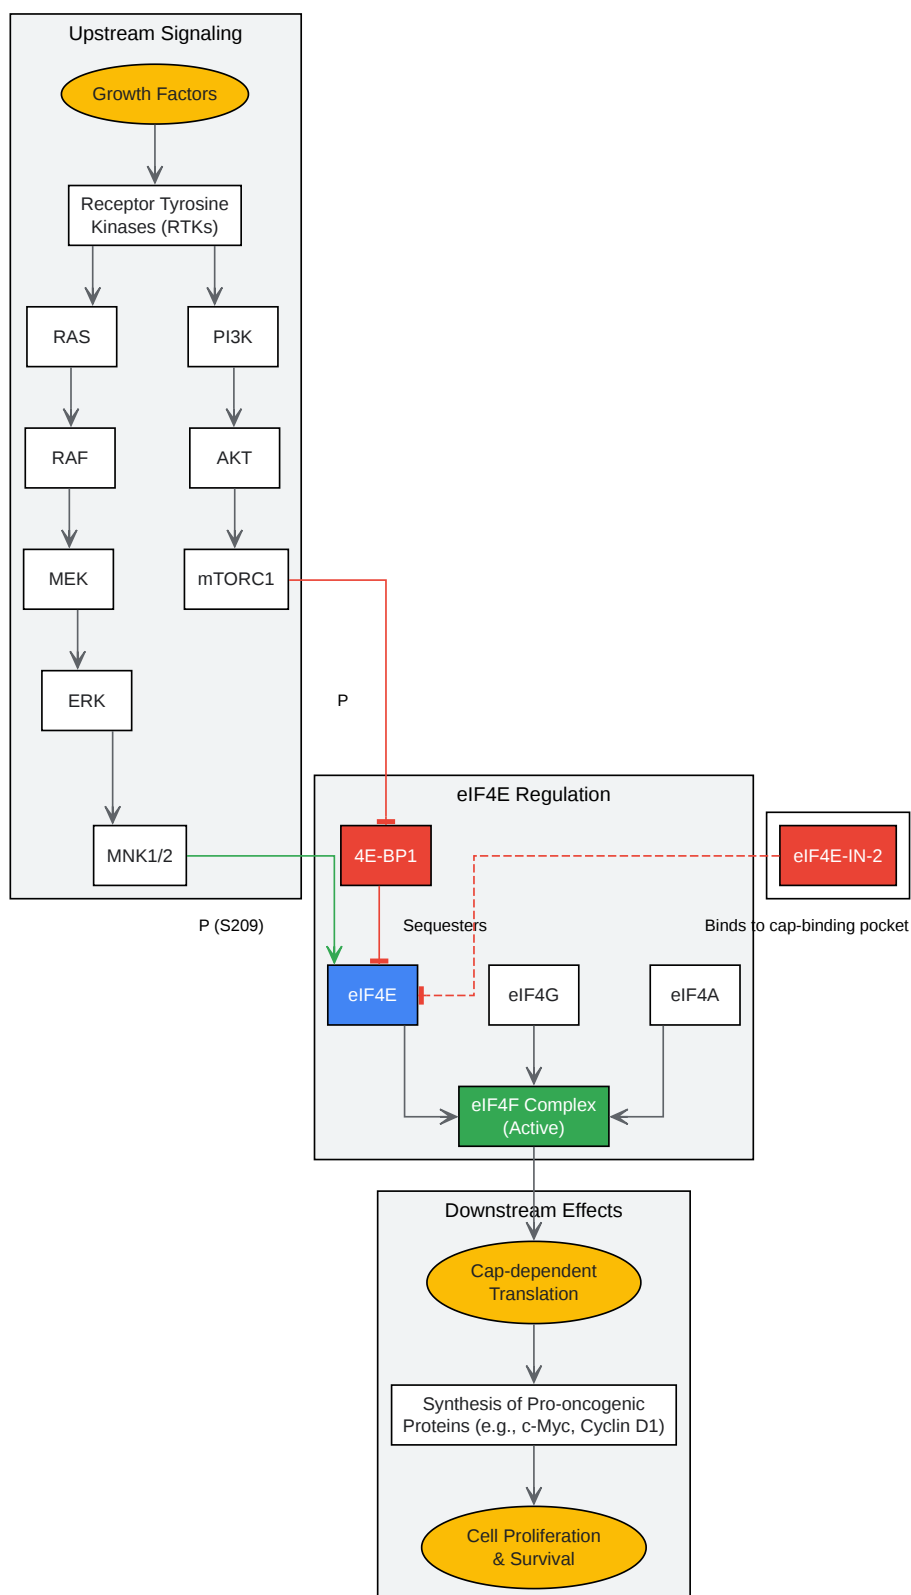 Upstream Signaling
Growth Factors
Receptor Tyrosine
Kinases (RTKs)
RAS
PI3K
RAF
AKT
MEK
mTORC1
ERK
P
MNK1/2
P (S209)
eIF4E Regulation
4E-BP1
eIF4E-IN-2
Sequesters
Binds to cap-binding pocket
eIF4E
eIF4G
eIF4A
eIF4F Complex
(Active)
Downstream Effects
Cap-dependent
Translation
Synthesis of Pro-oncogenic
Proteins (e.g., c-Myc, Cyclin D1)
Cell Proliferation
& Survival